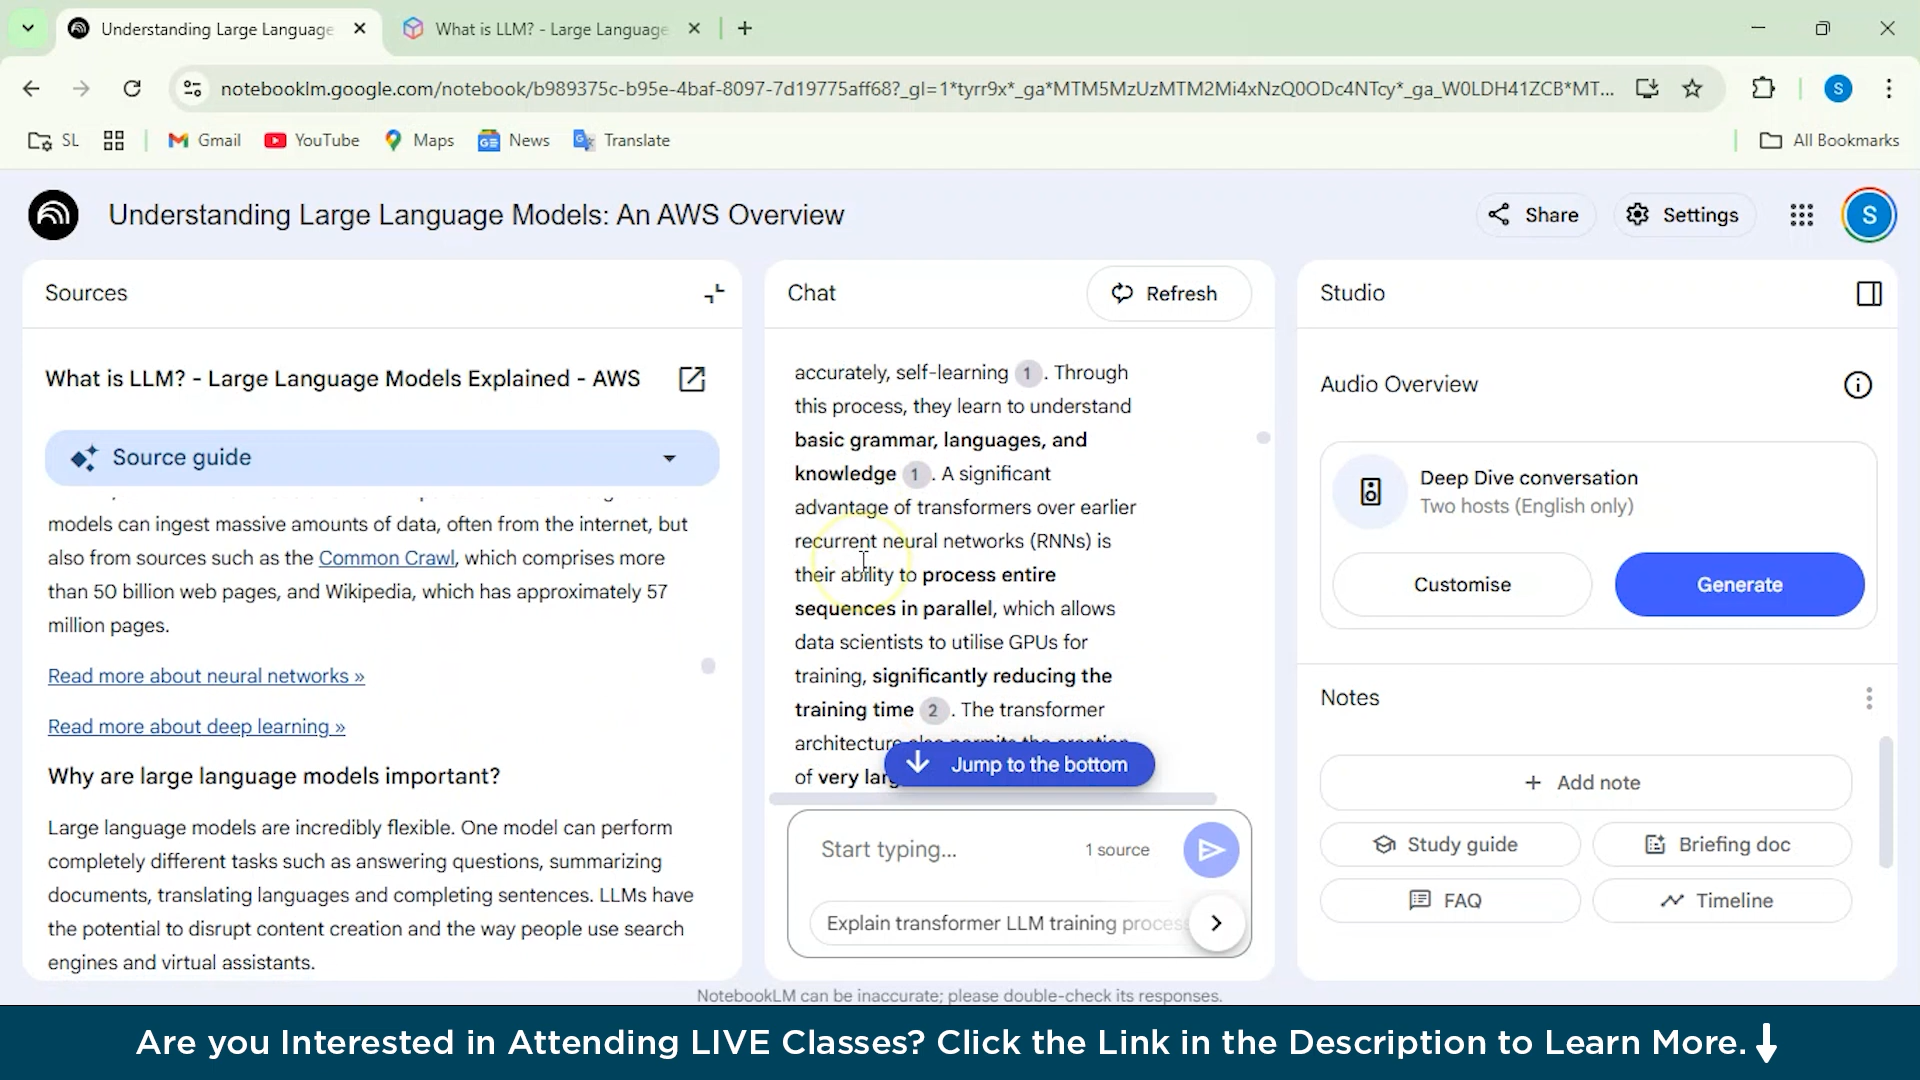 Understanding Large Language
What is LLM? - Large Language
notebooklm.google.com/notebook/b989375c-b95e-4baf-8097-7d19775aff68?_gl=1*tyrr9x*_ga*MTM5MzUzMTM2Mi4xNzQ0ODc4NTcy*_ga_W0LDH41ZCB*MT...
S
SL
Gmail
YouTube
Maps
News
Translate
All Bookmarks
Understanding Large Language Models: An AWS Overview
Share
Settings
S
Sources
What is LLM? - Large Language Models Explained - AWS
Source guide
models can ingest massive amounts of data, often from the internet, but
also from sources such as the Common Crawl, which comprises more
than 50 billion web pages, and Wikipedia, which has approximately 57
million pages.
Read more about neural networks »
Read more about deep learning »
Why are large language models important?
Large language models are incredibly flexible. One model can perform
completely different tasks such as answering questions, summarizing
documents, translating languages and completing sentences. LLMs have
the potential to disrupt content creation and the way people use search
engines and virtual assistants.
Chat
Refresh
accurately, self-learning 1 . Through
this process, they learn to understand
basic grammar, languages, and
knowledge 1 . A significant
advantage of transformers over earlier
recurrent neural networks (RNNs) is
their ability to process entire
sequences in parallel, which allows
data scientists to utilise GPUs for
training, significantly reducing the
training time 2 . The transformer
architecture also permits the creation
of very
Jump to the bottom
Start typing...
1 source
Explain transformer LLM training process
Studio
Audio Overview
Deep Dive conversation
Two hosts (English only)
Customise
Generate
Notes
Add note
Study guide
Briefing doc
FAQ
Timeline
NotebookLM can be inaccurate; please double-check its responses.
Are you Interested in Attending LIVE Classes? Click the Link in the Description to Learn More.